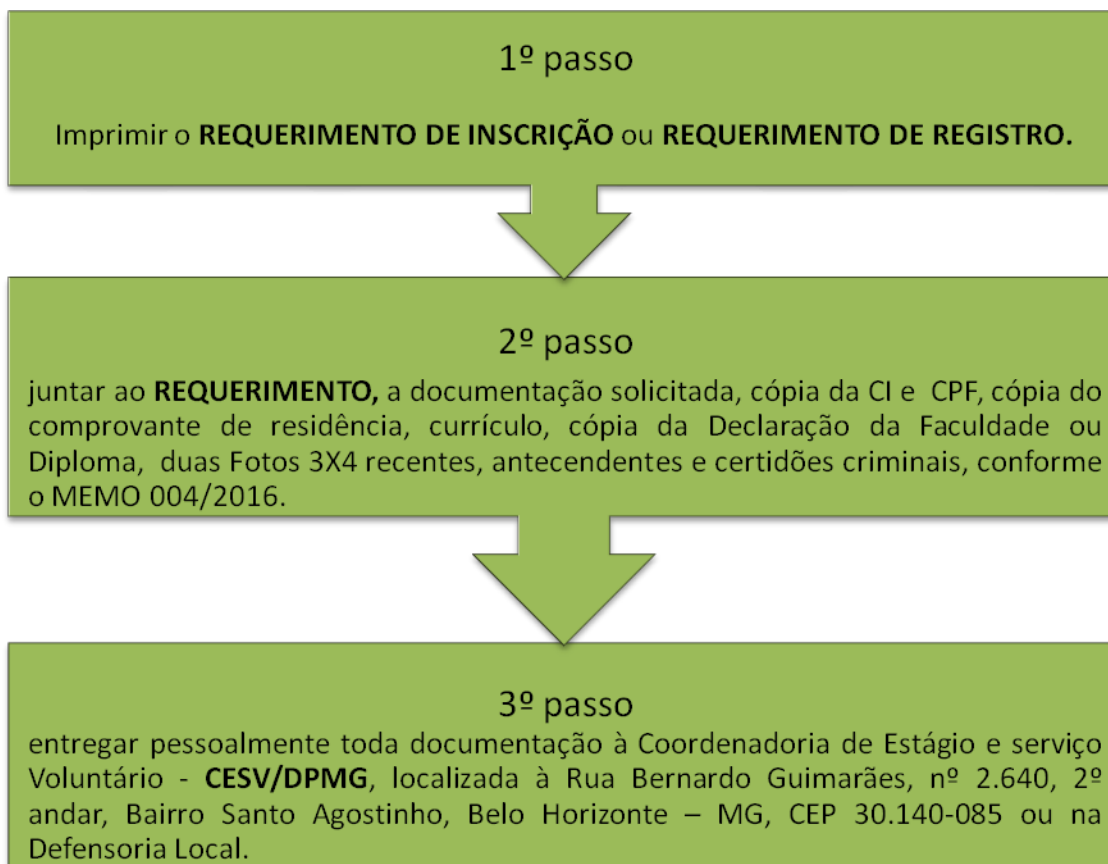 1º passo
Imprimir o REQUERIMENTO DE INSCRIÇÃO ou REQUERIMENTO DE REGISTRO.
2º passo
juntar ao REQUERIMENTO, a documentação solicitada, cópia da CI e CPF, cópia do
comprovante de residência, currículo, cópia da Declaração da Faculdade ou
Diploma, duas Fotos 3X4 recentes, antecendentes e certidões criminais, conforme
o MEMO 004/2016.
3º passo
entregar pessoalmente toda documentação à Coordenadoria de Estágio e serviço
Voluntário - CESV/DPMG, localizada à Rua Bernardo Guimarães, nº 2.640, 2º
andar, Bairro Santo Agostinho, Belo Horizonte – MG, CEP 30.140-085 ou na
Defensoria Local.